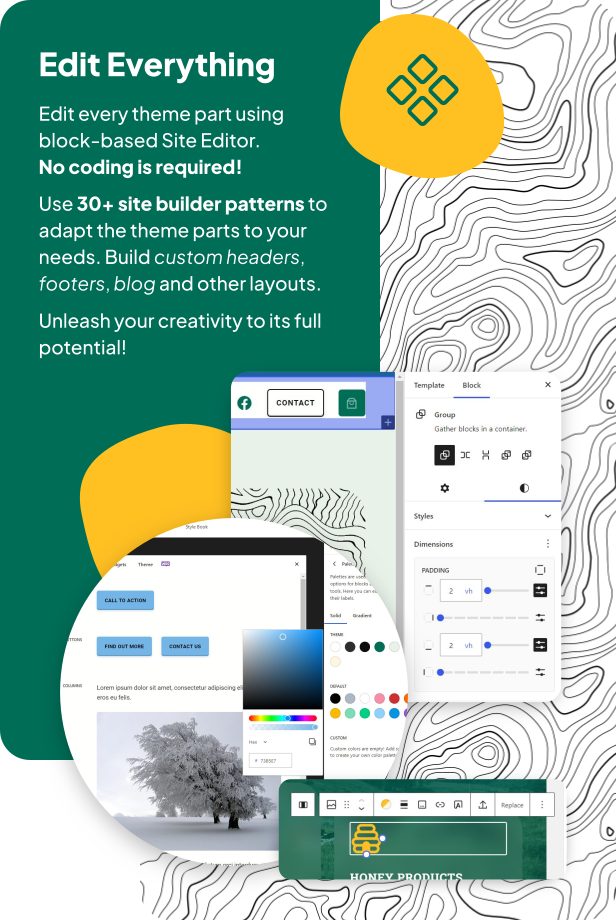 Edit Everything
Edit every theme part using
block-based Site Editor.
No coding is required!
Use 30+ site builder patterns to
adapt the theme parts to your
needs. Build custom headers,
footers, blog and other layouts.
Unleash your creativity to its full
potential!
CONTACT
Template Block
Group
Gather blocks in a container.
Styles
Dimensions
PADDING
2 vh
2 vh
Style Book
Theme
CALL TO ACTION
FIND OUT MORE CONTACT US
COLUMNS
Lorem ipsum dolor sit amet, consectetur adipiscing eli
eros eu felis.
Palettes are used
options for blocks
tools. Here you can
their labels.
Solid Gradient
THEME
DEFAULT
CUSTOM
Custom colors are empty! Add
to create your own color palet
Hex
Replace
HONEY PRODUCTS